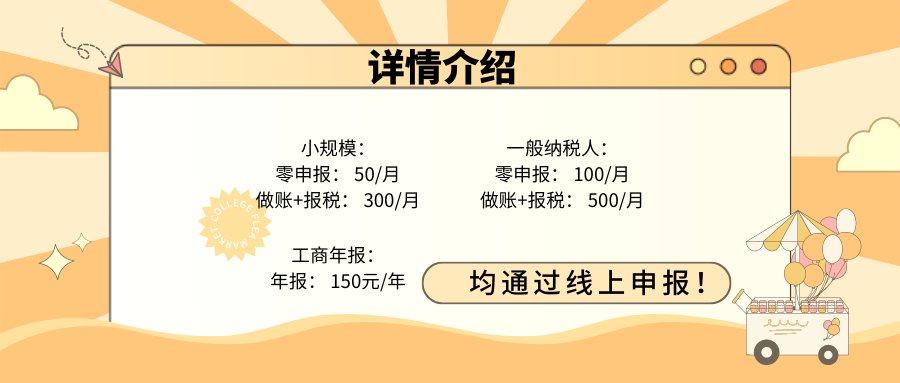 详情介绍
小规模：
零申报： 50/月
做账+报税： 300/月
一般纳税人：
零申报： 100/月
做账+报税： 500/月
COLLEGE FLEA MARKET
工商年报：
年报： 150元/年
均通过线上申报！